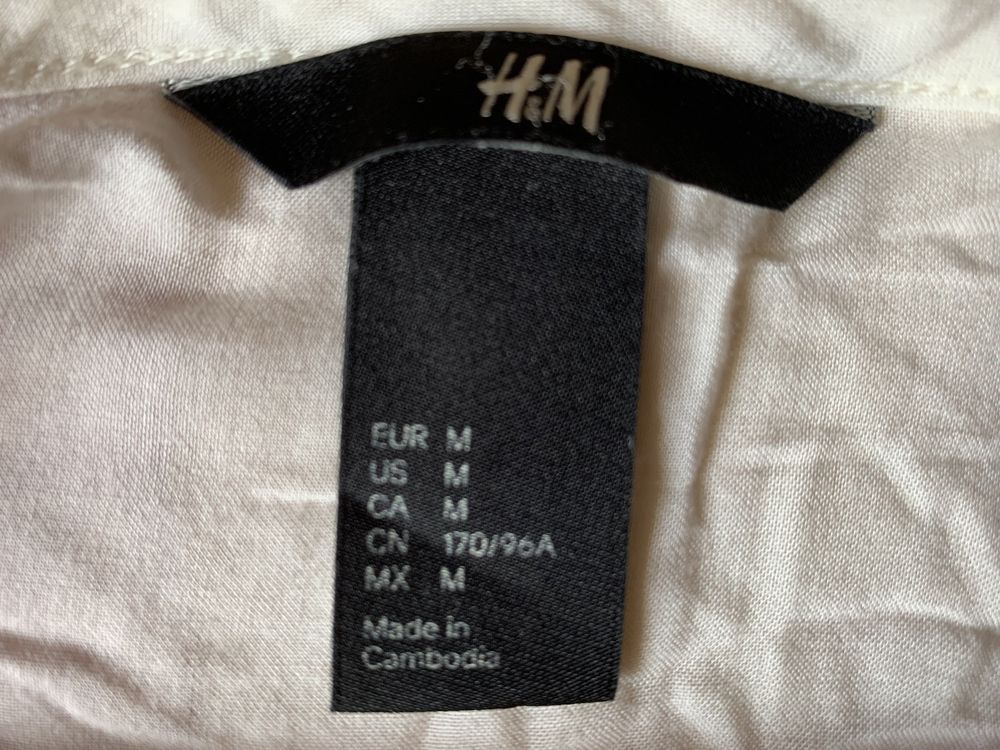 H&M
EUR M
US M
CA M
CN 170/96A
MX M
Made in
Cambodia